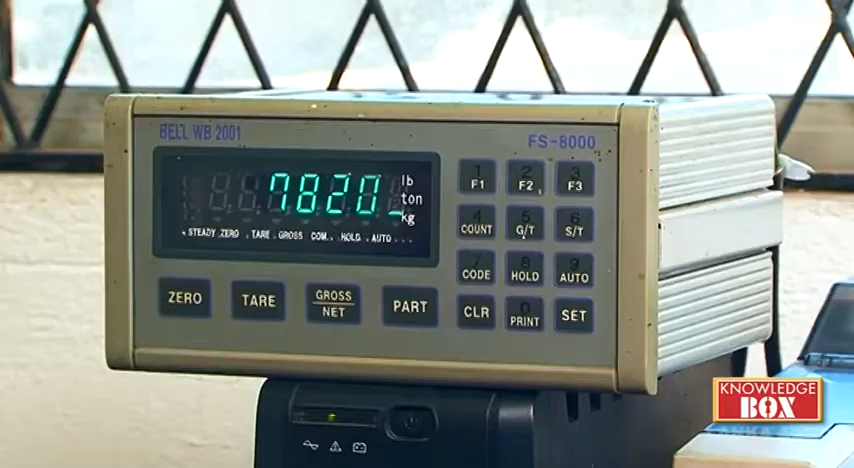 BELL WB 2001
FS-8000
7820
lb
ton
kg
STEADY ZERO TARE GROSS COM. HOLD AUTO
1 F1
2 F2
3 F3
4 COUNT
5 G/T
6 S/T
7 CODE
8 HOLD
9 AUTO
ZERO
TARE
GROSS
NET
PART
CLR
0 PRINT
SET
KNOWLEDGE
BOX